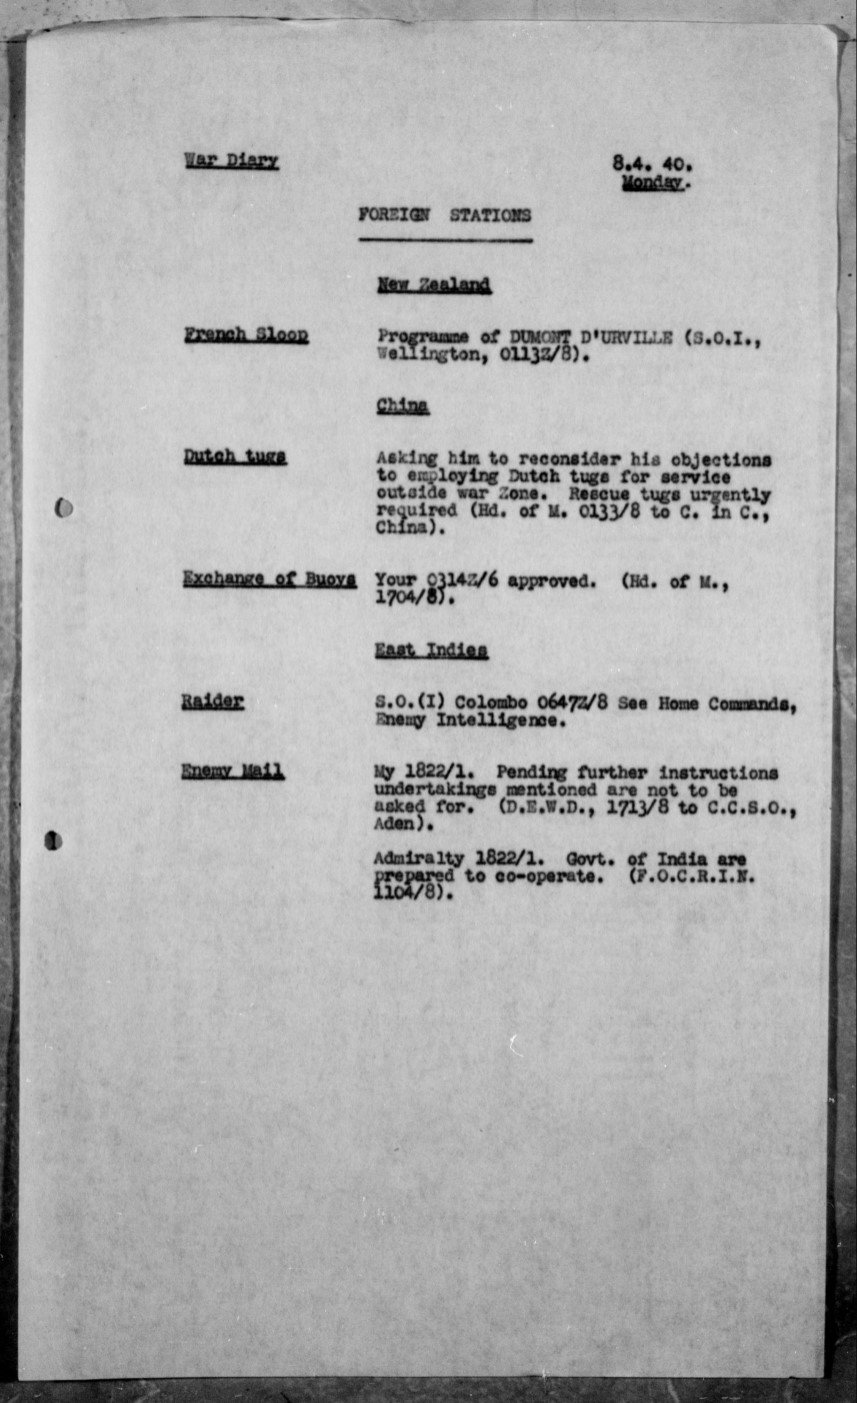 War Diary
8.4. 40.
Monday.
FOREIGN STATIONS
New Zealand
French Sloop
Programme of DUMONT D'URVILLE (S.O.I.,
Wellington, 0113Z/8).
China
Dutch tugs
Asking him to reconsider his objections
to employing Dutch tugs for service
outside war Zone. Rescue tugs urgently
required (Hd. of M. 0133/8 to C. in C.,
China).
Exchange of Buoys
Your 0314Z/6 approved. (Hd. of M.,
1704/8).
East Indies
Raider
S.O.(I) Colombo 0647Z/8 See Home Commands,
Enemy Intelligence.
Enemy Mail
My 1822/1. Pending further instructions
undertakings mentioned are not to be
asked for. (D.E.W.D., 1713/8 to C.C.S.O.,
Aden).
Admiralty 1822/1. Govt. of India are
prepared to co-operate. (F.O.C.R.I.N.
1104/8).